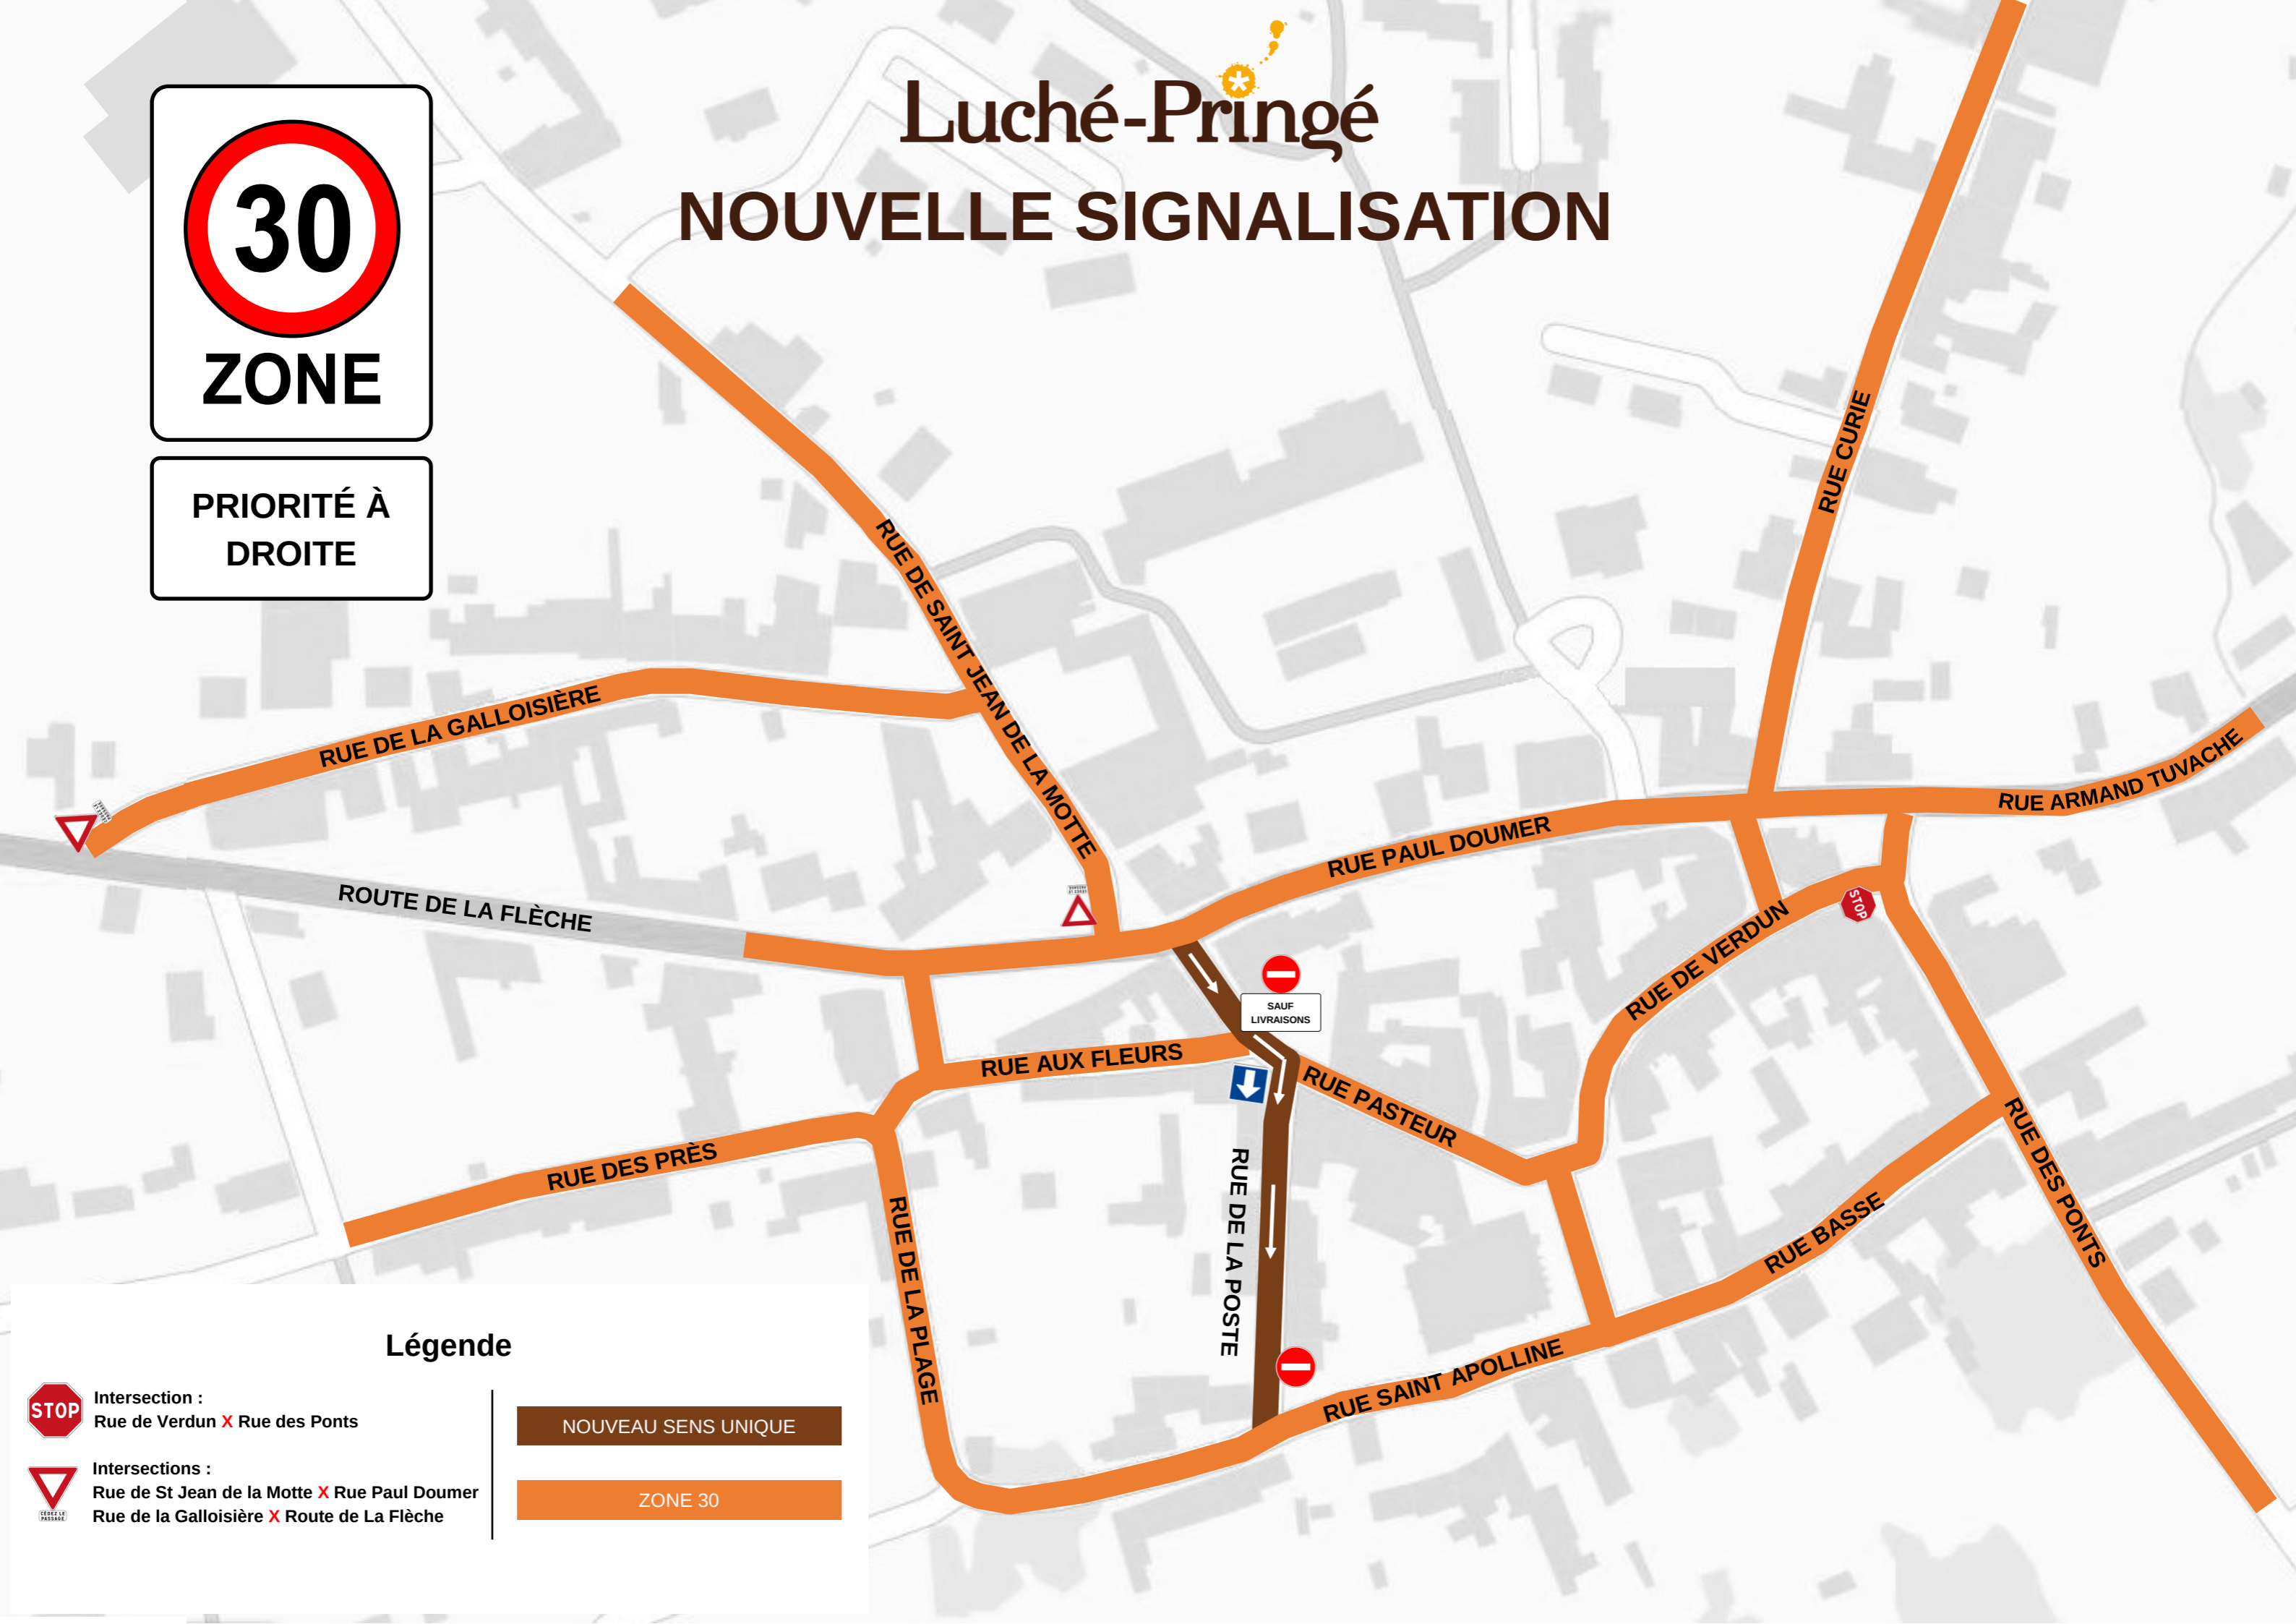 Luché-Pringé
NOUVELLE SIGNALISATION
30
ZONE
PRIORITÉ À
DROITE
RUE CURIE
RUE DE SAINT JEAN DE LA MOTTE
RUE DE LA GALLOISIÈRE
RUE ARMAND TUVACHE
RUE PAUL DOUMER
ROUTE DE LA FLÈCHE
STOP
RUE DE VERDUN
SAUF
LIVRAISONS
RUE AUX FLEURS
RUE PASTEUR
RUE DES PRÈS
RUE DE LA POSTE
RUE DES PONTS
RUE DE LA PLAGE
RUE BASSE
RUE SAINT APOLLINE
Légende
STOP
Intersection :
Rue de Verdun X Rue des Ponts
Intersections :
Rue de St Jean de la Motte X Rue Paul Doumer
Rue de la Galloisière X Route de La Flèche
CÉDEZ LE
PASSAGE
NOUVEAU SENS UNIQUE
ZONE 30